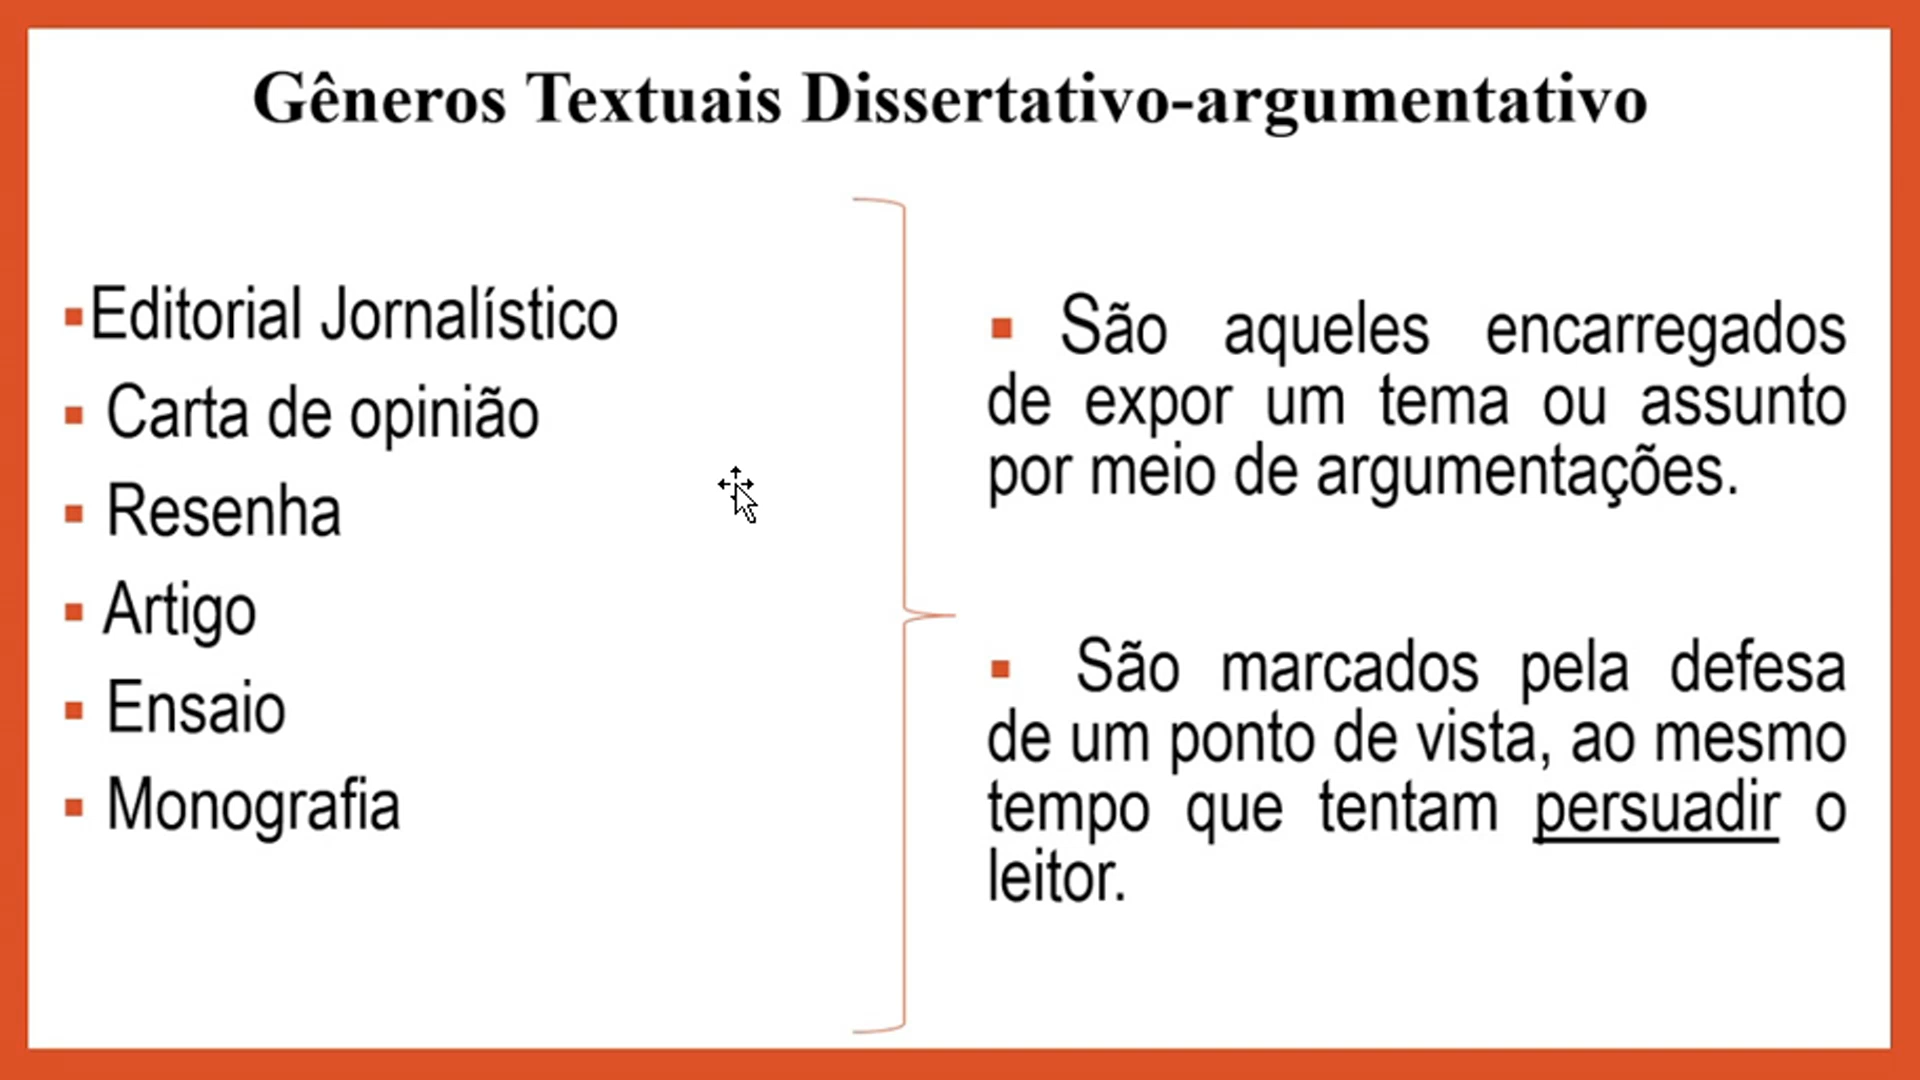 Gêneros Textuais Dissertativo-argumentativo
Editorial Jornalístico
Carta de opinião
Resenha
Artigo
Ensaio
Monografia
São aqueles encarregados
de expor um tema ou assunto
por meio de argumentações.
São marcados pela defesa
de um ponto de vista, ao mesmo
tempo que tentam persuadir o
leitor.